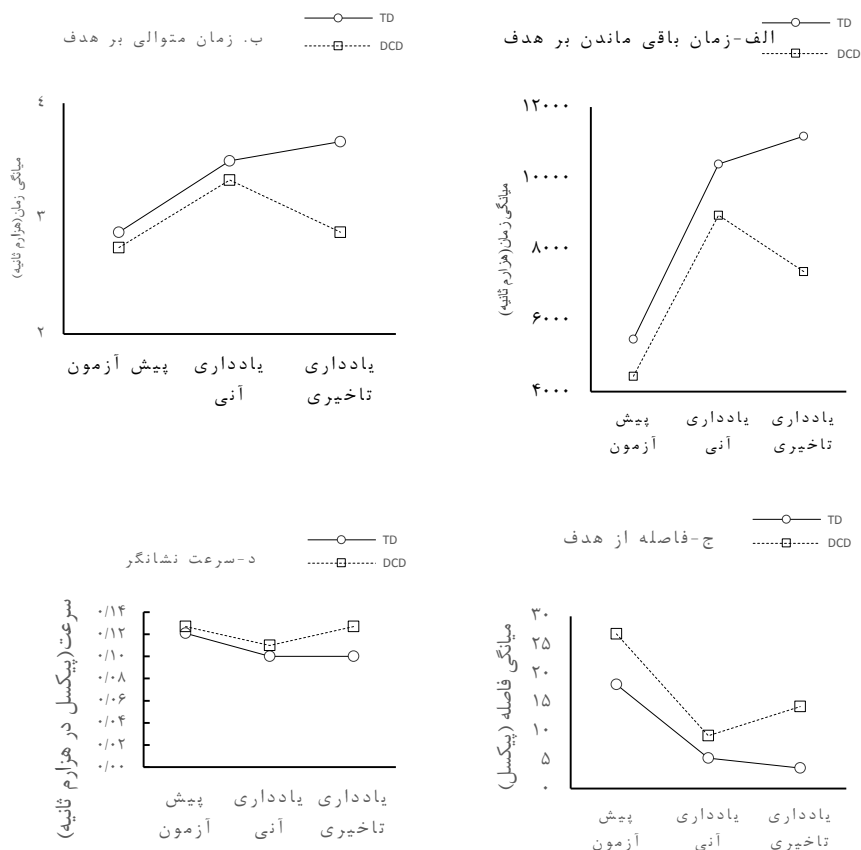 الف-زمان باقی ماندن بر هدف
TD
DCD
میانگی زمان(هزارم ثانیه)
۱۲۰۰۰
۱۰۰۰۰
۸۰۰۰
۶۰۰۰
۴۰۰۰
پیش آزمون
یادداری آنی
یادداری تاخیری
ب. زمان متوالی بر هدف
TD
DCD
میانگی زمان(هزارم ثانیه)
٤
۳
۲
پیش آزمون
یادداری آنی
یادداری تاخیری
ج-فاصله از هدف
TD
DCD
میانگی فاصله (پیکسل)
۳۰
۲۵
۲۰
۱۵
۱۰
۵
۰
پیش آزمون
یادداری آنی
یادداری تاخیری
د-سرعت نشانگر
TD
DCD
سرعت(پیکسل در هزارم ثانیه)
۰/۱۴
۰/۱۲
۰/۱۰
۰/۰۸
۰/۰۶
۰/۰۴
۰/۰۲
۰/۰۰
پیش آزمون
یادداری آنی
یادداری تاخیری